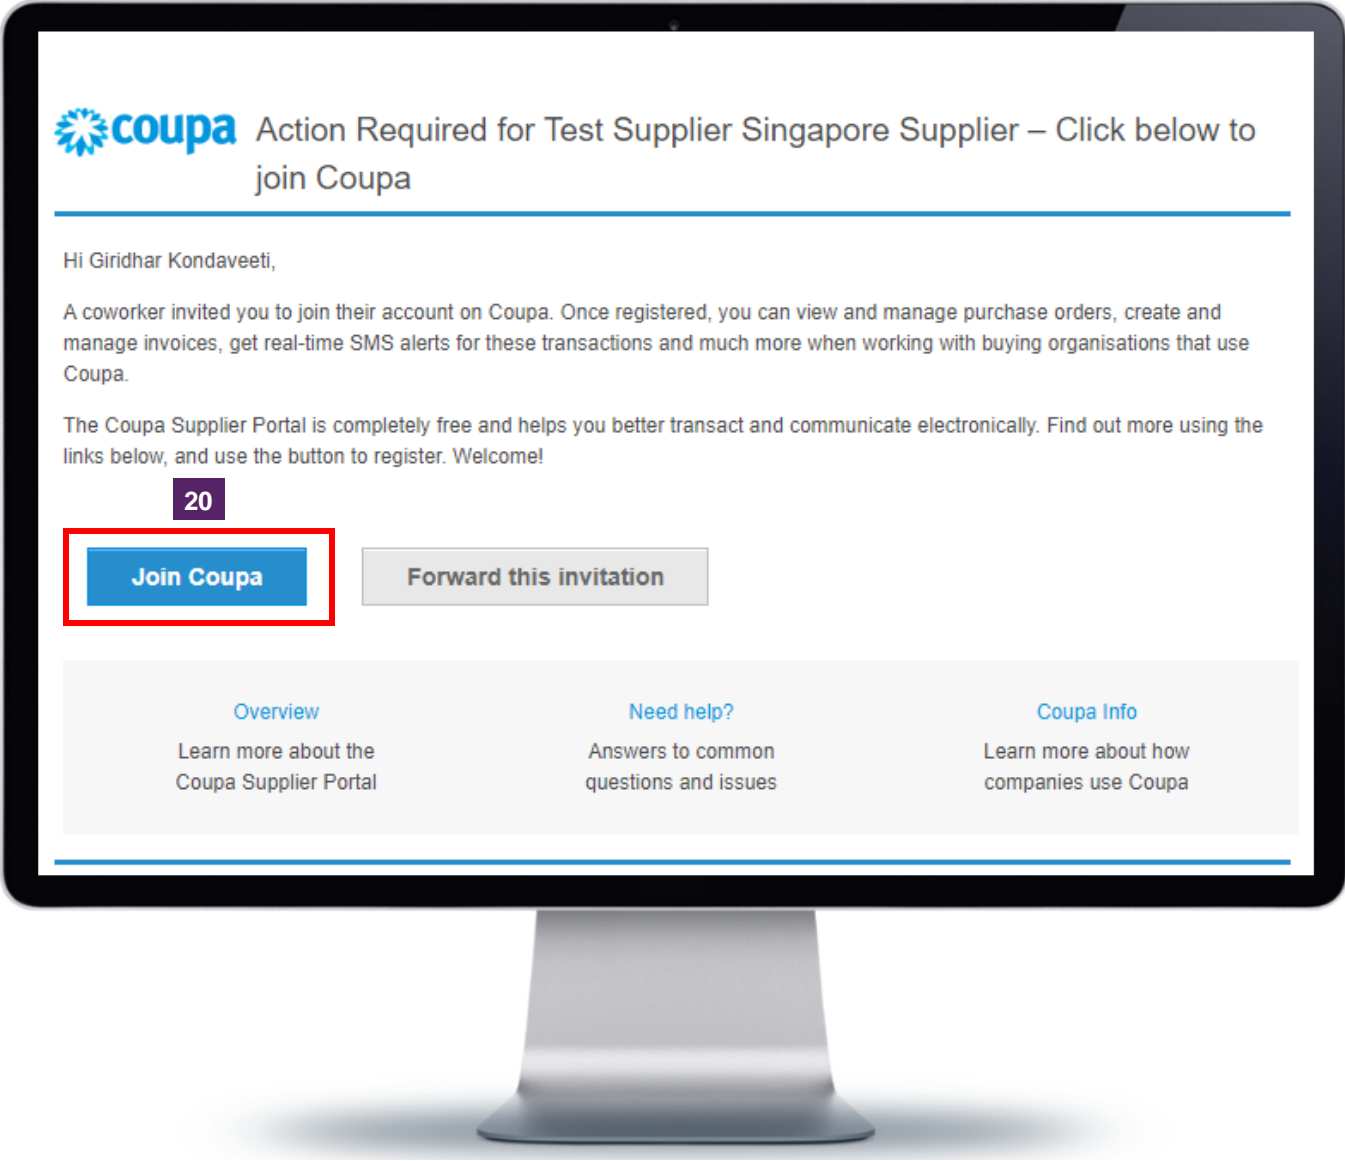 coupa
Action Required for Test Supplier Singapore Supplier – Click below to
join Coupa
Hi Giridhar Kondaveeti,
A coworker invited you to join their account on Coupa. Once registered, you can view and manage purchase orders, create and
manage invoices, get real-time SMS alerts for these transactions and much more when working with buying organisations that use
Coupa.
The Coupa Supplier Portal is completely free and helps you better transact and communicate electronically. Find out more using the
links below, and use the button to register. Welcome!
20
Join Coupa
Forward this invitation
Overview
Learn more about the
Coupa Supplier Portal
Need help?
Answers to common
questions and issues
Coupa Info
Learn more about how
companies use Coupa